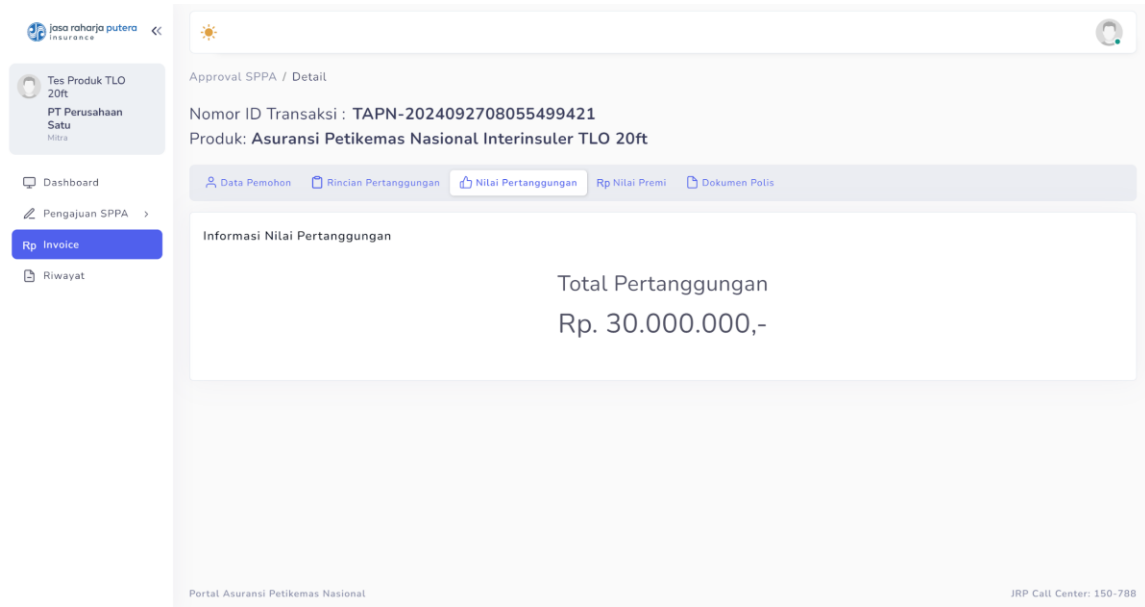 jasa raharja putera
insurance
Tes Produk TLO
20ft
PT Perusahaan
Satu
Mitra
Dashboard
Pengajuan SPPA
Rp Invoice
Riwayat
Approval SPPA / Detail
Nomor ID Transaksi : TAPN-2024092708055499421
Produk: Asuransi Petikemas Nasional Interinsuler TLO 20ft
Data Pemohon Rincian Pertanggungan Nilai Pertanggungan Rp Nilai Premi Dokumen Polis
Informasi Nilai Pertanggungan
Total Pertanggungan
Rp. 30.000.000,-
Portal Asuransi Petikemas Nasional JRP Call Center: 150-788